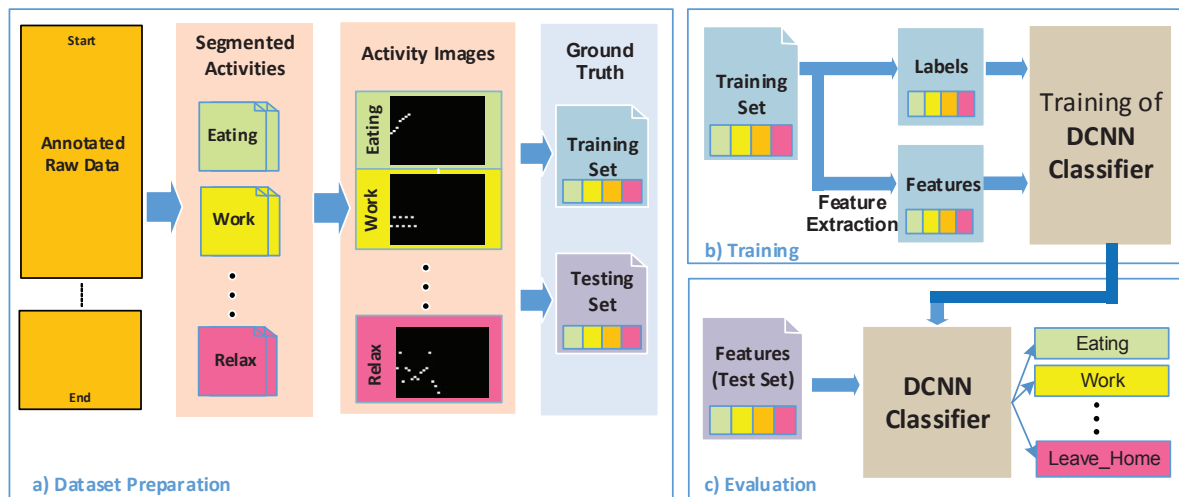 Start
Annotated
Raw Data
End
Segmented
Activities
Eating
Work
Relax
Activity Images
Eating
Work
Relax
Ground
Truth
Training
Set
Testing
Set
a) Dataset Preparation
Training
Set
Labels
Features
Feature
Extraction
Training of
DCNN
Classifier
b) Training
Features
(Test Set)
DCNN
Classifier
Eating
Work
Leave_Home
c) Evaluation